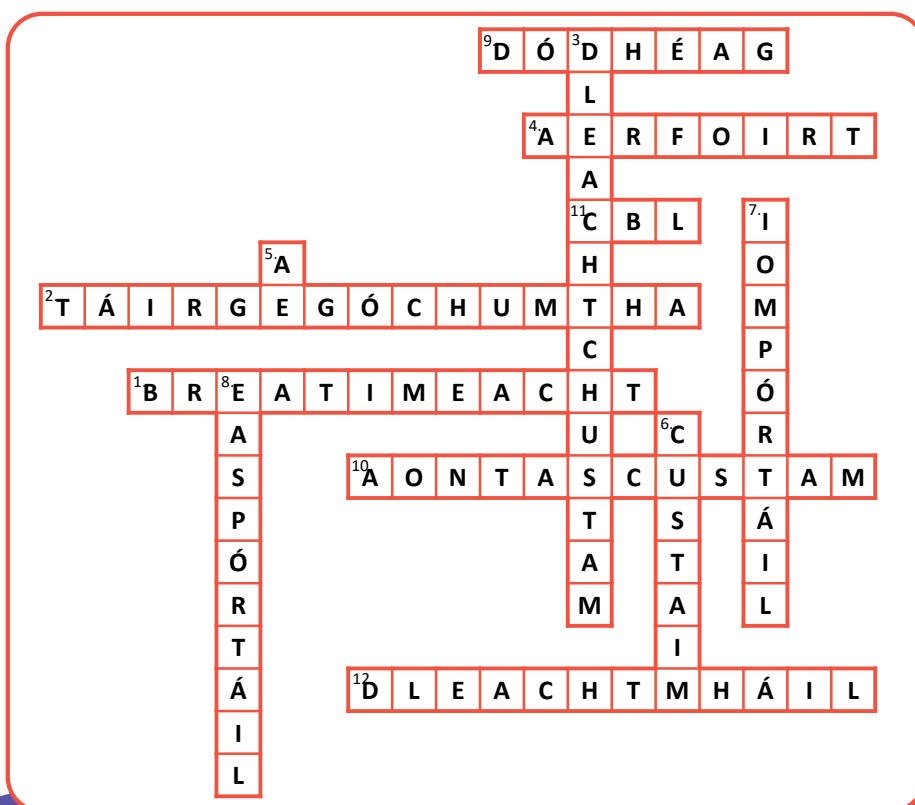 9. D Ó 3 D H É A G
L
4. A E R F O I R T
A
11. C B L 7. I
5. A H O
2 T Á I R G E G Ó C H U M T H A M
C P
1 B R 8. E A T I M E A C H T Ó
A U 6. C R
S 10 A O N T A S C U S T A M
P T S Á
Ó A T I
R M A L
T I
Á 12 D L E A C H T M H Á I L
I
L